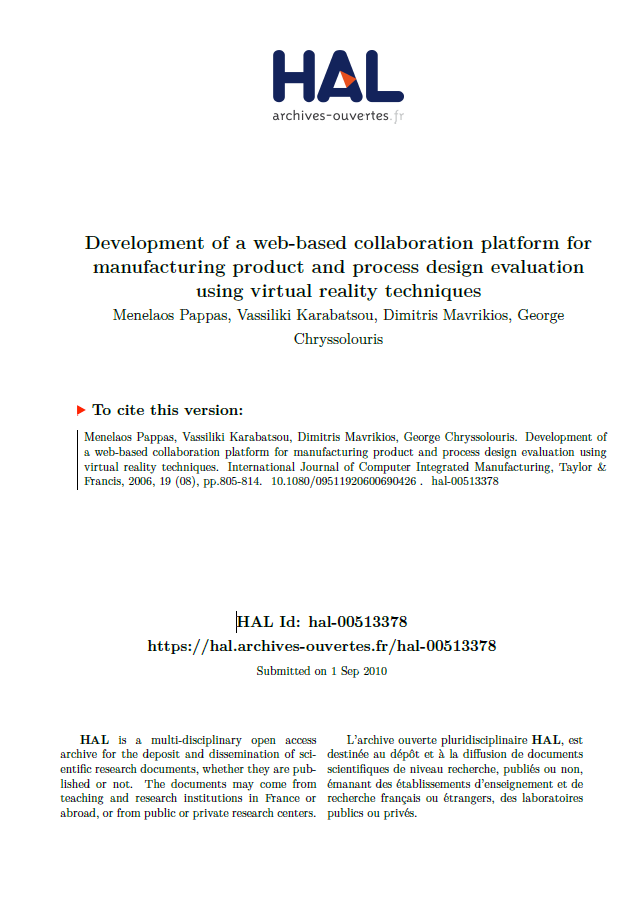 HAL
archives-ouvertes.fr
Development of a web-based collaboration platform for
manufacturing product and process design evaluation
using virtual reality techniques
Menelaos Pappas, Vassiliki Karabatsou, Dimitris Mavrikios, George
Chryssolouris
To cite this version:
Menelaos Pappas, Vassiliki Karabatsou, Dimitris Mavrikios, George Chryssolouris. Development of
a web-based collaboration platform for manufacturing product and process design evaluation using
virtual reality techniques. International Journal of Computer Integrated Manufacturing, Taylor &
Francis, 2006, 19 (08), pp.805-814. 10.1080/09511920600690426 . hal-00513378
HAL Id: hal-00513378
https://hal.archives-ouvertes.fr/hal-00513378
Submitted on 1 Sep 2010
HAL is a multi-disciplinary open access
archive for the deposit and dissemination of sci-
entific research documents, whether they are pub-
lished or not. The documents may come from
teaching and research institutions in France or
abroad, or from public or private research centers.
L'archive ouverte pluridisciplinaire HAL, est
destinée au dépôt et à la diffusion de documents
scientifiques de niveau recherche, publiés ou non,
émanant des établissements d'enseignement et de
recherche français ou étrangers, des laboratoires
publics ou privés.